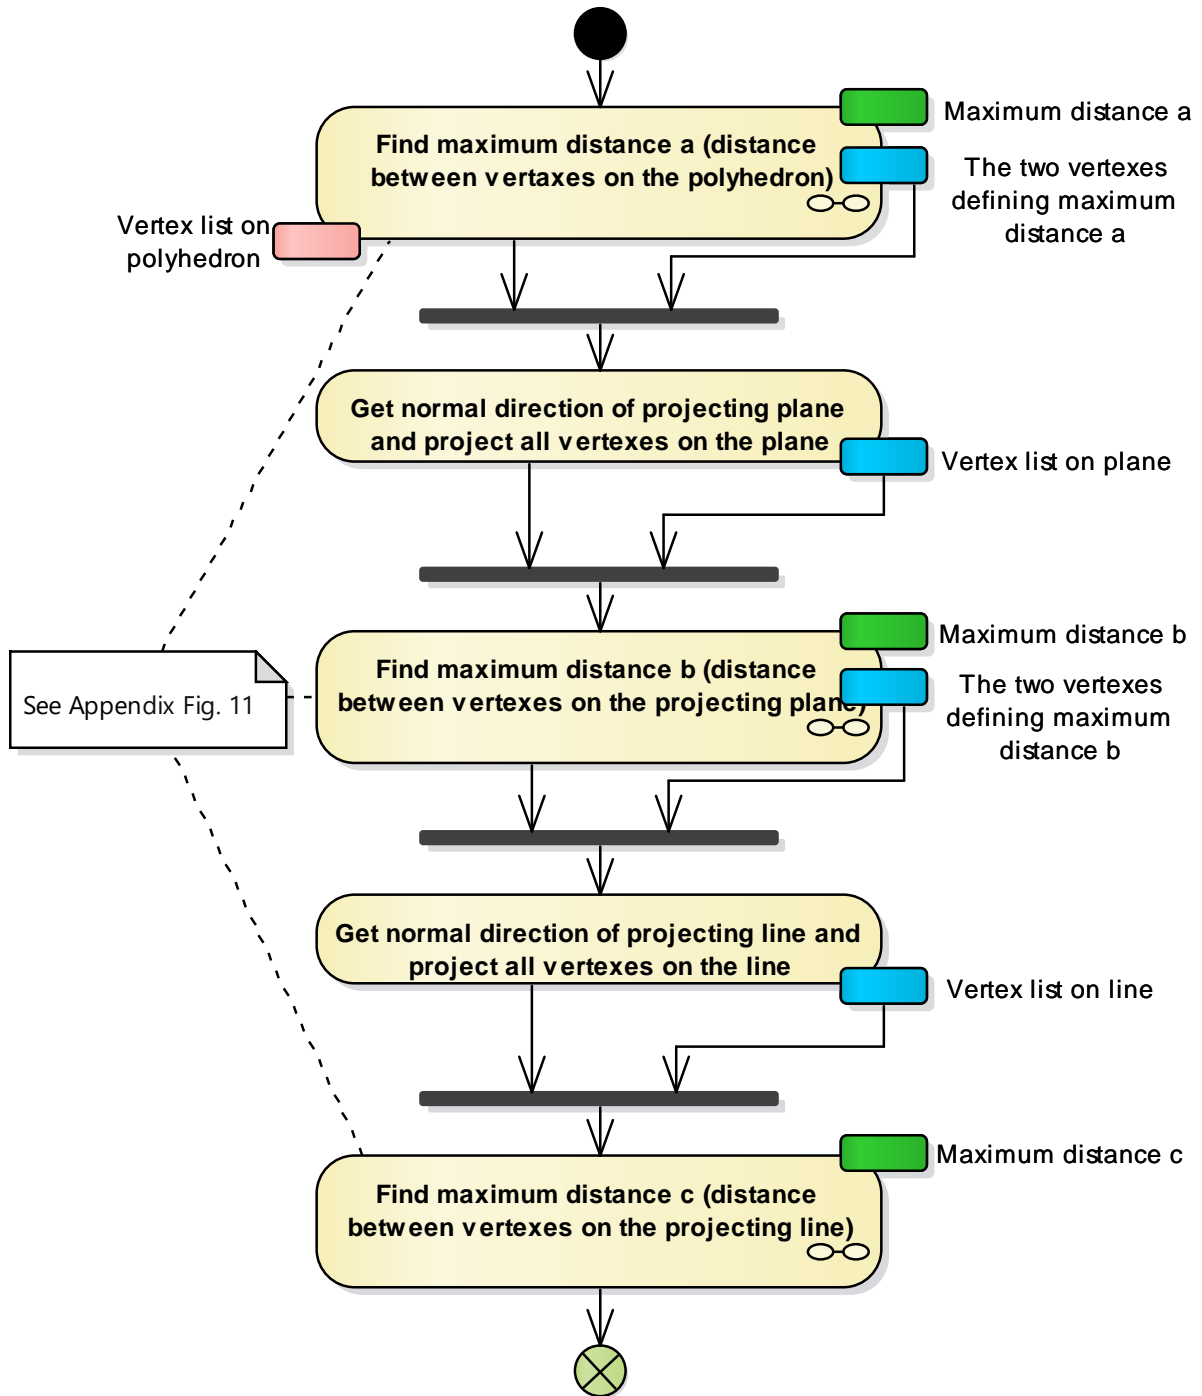 Find maximum distance a (distance
between vertaxes on the polyhedron)
Maximum distance a
The two vertexes
defining maximum
distance a
Vertex list on
polyhedron
Get normal direction of projecting plane
and project all vertexes on the plane
Vertex list on plane
Find maximum distance b (distance
between vertexes on the projecting plane)
Maximum distance b
The two vertexes
defining maximum
distance b
See Appendix Fig. 11
Get normal direction of projecting line and
project all vertexes on the line
Vertex list on line
Find maximum distance c (distance
between vertexes on the projecting line)
Maximum distance c